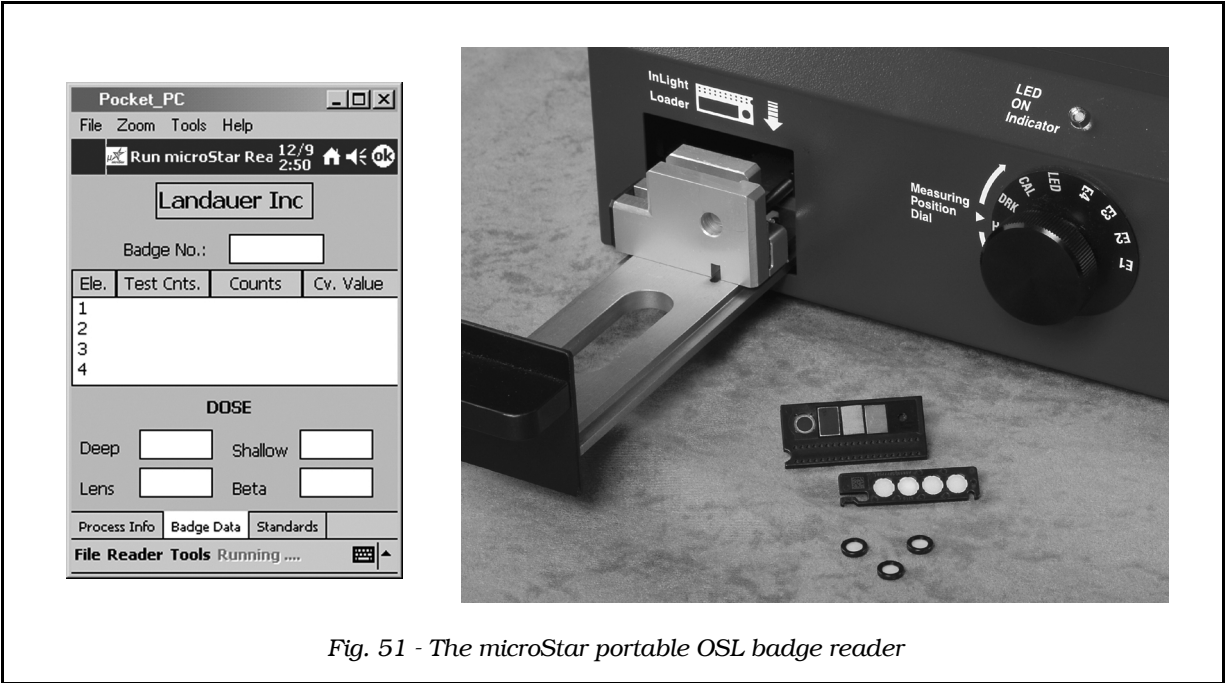 Pocket_PC
File Zoom Tools Help
Run microStar Rea 12/9 2:50 ok
Landauer Inc
Badge No.:
Ele. Test Cnts. Counts Cv. Value
1
2
3
4
DOSE
Deep Shallow
Lens Beta
Process Info Badge Data Standards
File Reader Tools Running ....
InLight
Loader
LED
ON
Indicator
Measuring
Position
Dial
DRK
CAL
LED
E4
E3
E2
E1
Fig. 51 - The microStar portable OSL badge reader